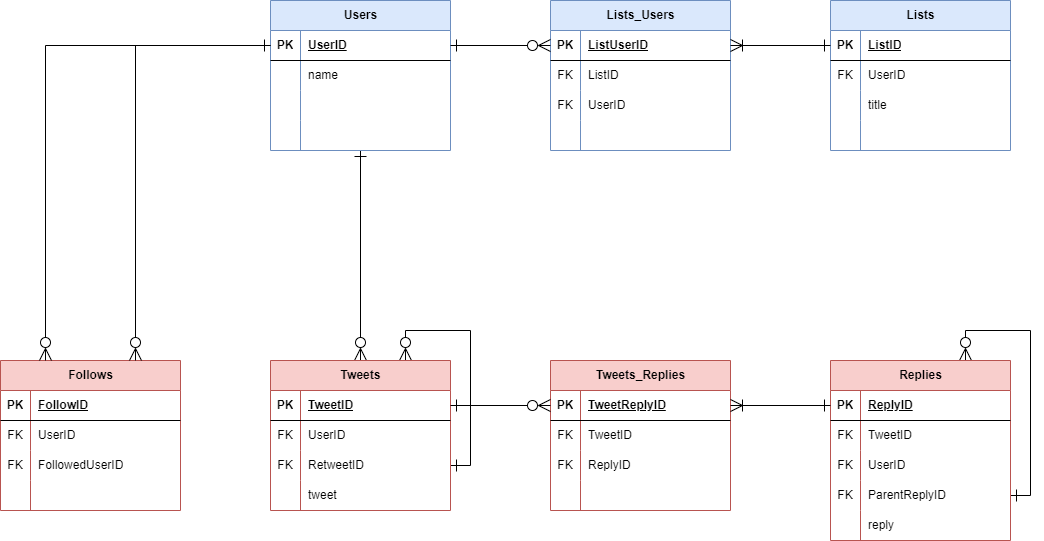 Users
PK UserID
name
Lists_Users
PK ListUserID
FK ListID
FK UserID
Lists
PK ListID
FK UserID
title
Follows
PK FollowID
FK UserID
FK FollowedUserID
Tweets
PK TweetID
FK UserID
FK RetweetID
tweet
Tweets_Replies
PK TweetReplyID
FK TweetID
FK ReplyID
Replies
PK ReplyID
FK TweetID
FK UserID
FK ParentReplyID
reply